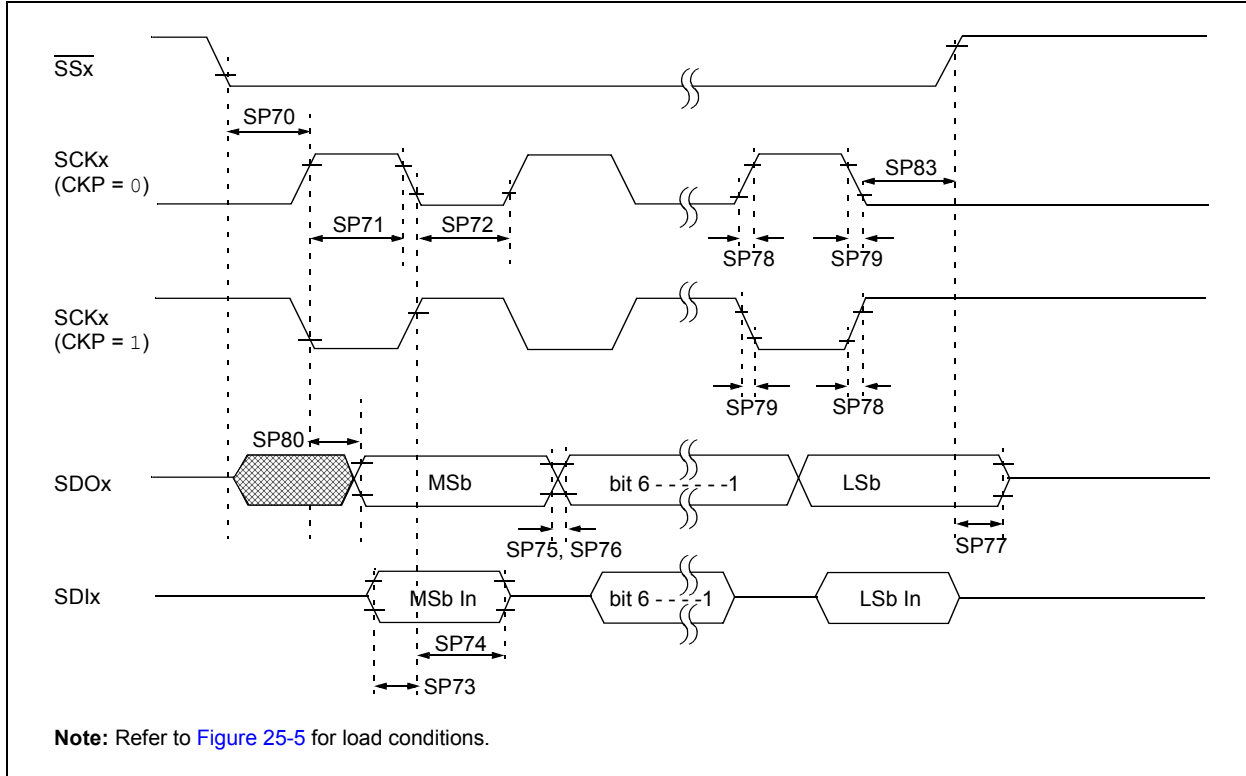 SSx
SP70
SCKx
(CKP = 0)
SP83
SP71
SP72
SP78
SP79
SCKx
(CKP = 1)
SP79
SP78
SP80
SDOx
MSb
bit 6 - - - - - -1
LSb
SP75, SP76
SP77
SDIx
MSb In
bit 6 - - - -1
LSb In
SP74
SP73
Note: Refer to Figure 25-5 for load conditions.